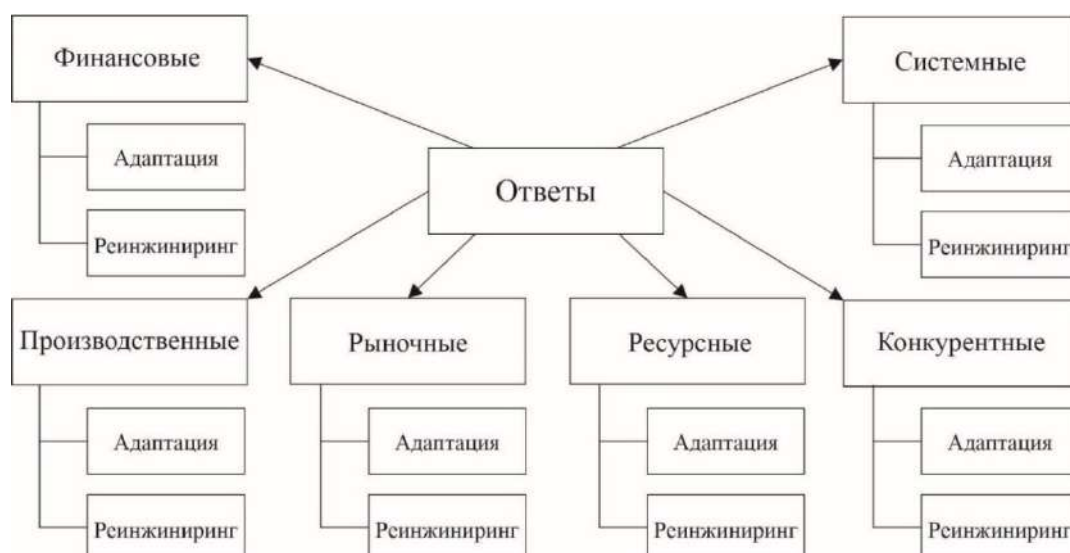 Финансовые
Адаптация
Реинжиниринг
Системные
Адаптация
Реинжиниринг
Ответы
Производственные
Адаптация
Реинжиниринг
Рыночные
Адаптация
Реинжиниринг
Ресурсные
Адаптация
Реинжиниринг
Конкурентные
Адаптация
Реинжиниринг